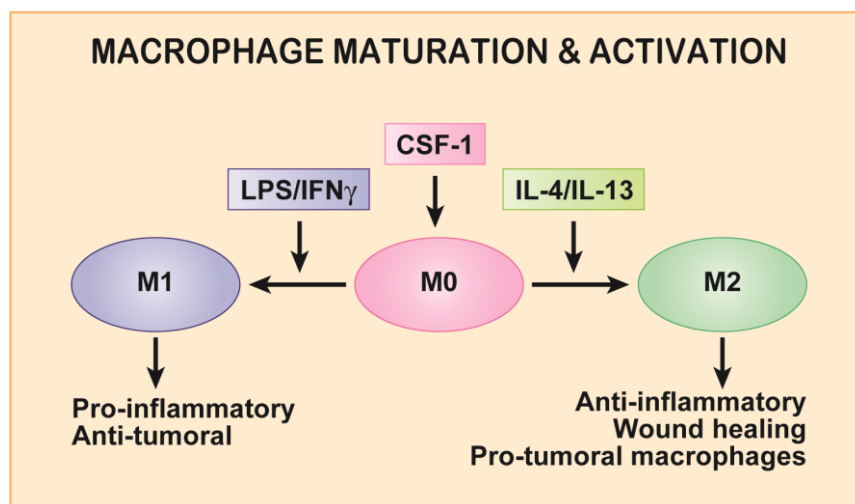 MACROPHAGE MATURATION & ACTIVATION
CSF-1
LPS/IFNγ
IL-4/IL-13
M1
M0
M2
Pro-inflammatory
Anti-tumoral
Anti-inflammatory
Wound healing
Pro-tumoral macrophages